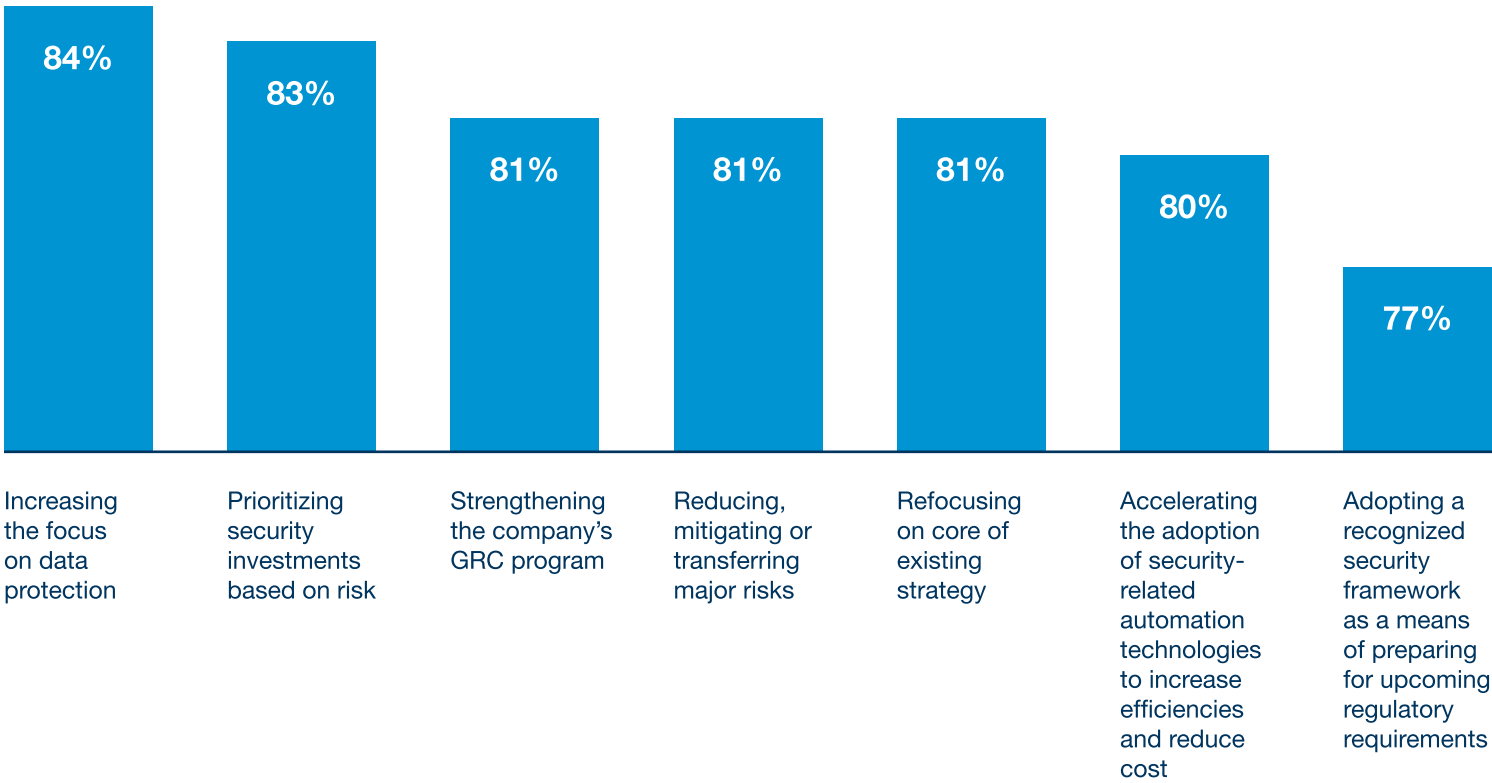 84%
83%
81%
81%
81%
80%
77%
Increasing
the focus
on data
protection
Prioritizing
security
investments
based on risk
Strengthening
the company’s
GRC program
Reducing,
mitigating or
transferring
major risks
Refocusing
on core of
existing
strategy
Accelerating
the adoption
of security-
related
automation
technologies
to increase
efficiencies
and reduce
cost
Adopting a
recognized
security
framework
as a means
of preparing
for upcoming
regulatory
requirements